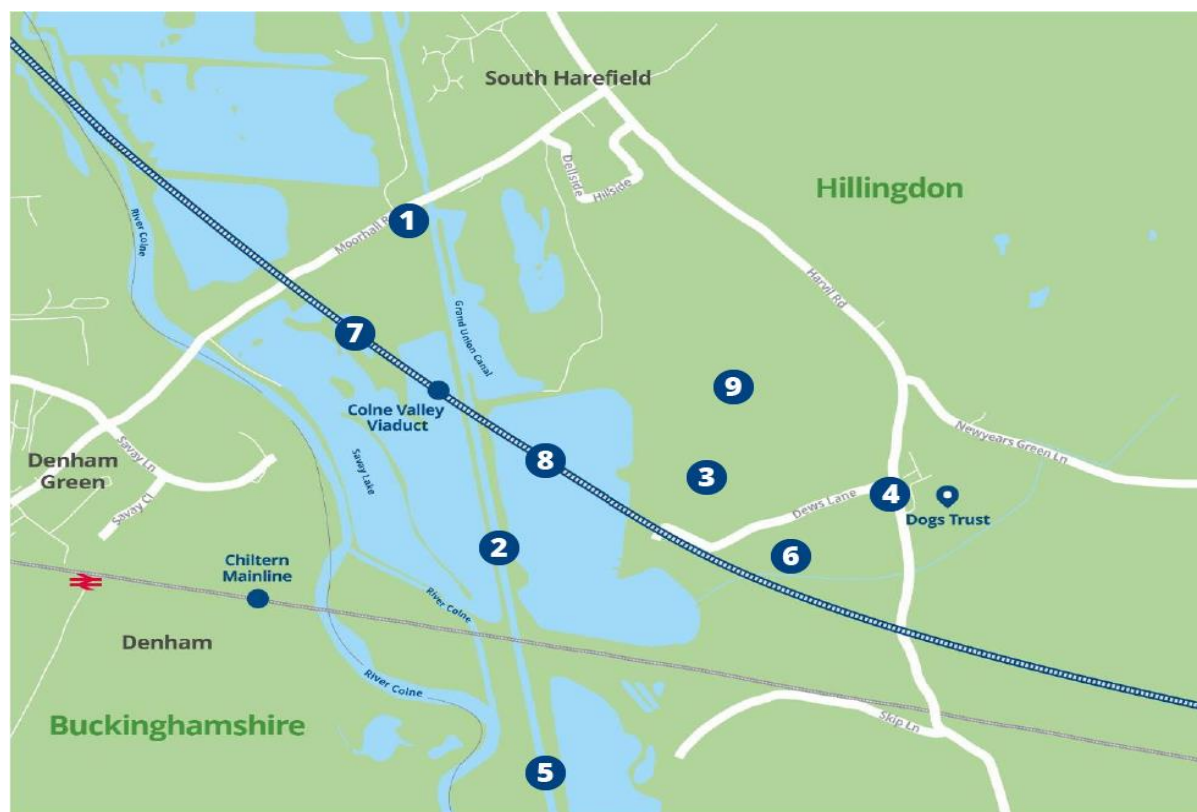 South Harefield
Dellside
Hillside
Hillingdon
River Colne
1
Moorhall R
Harvil Rd
Grand Union Canal
7
9
Colne Valley
Viaduct
Newyears Green Ln
Savay Ln
Denham
Green
Savay Lake
8
3
Savay Cl
Dews Lane
4
Dogs Trust
2
6
Chiltern
Mainline
River Colne
Denham
River Colne
Buckinghamshire
Skip Ln
5